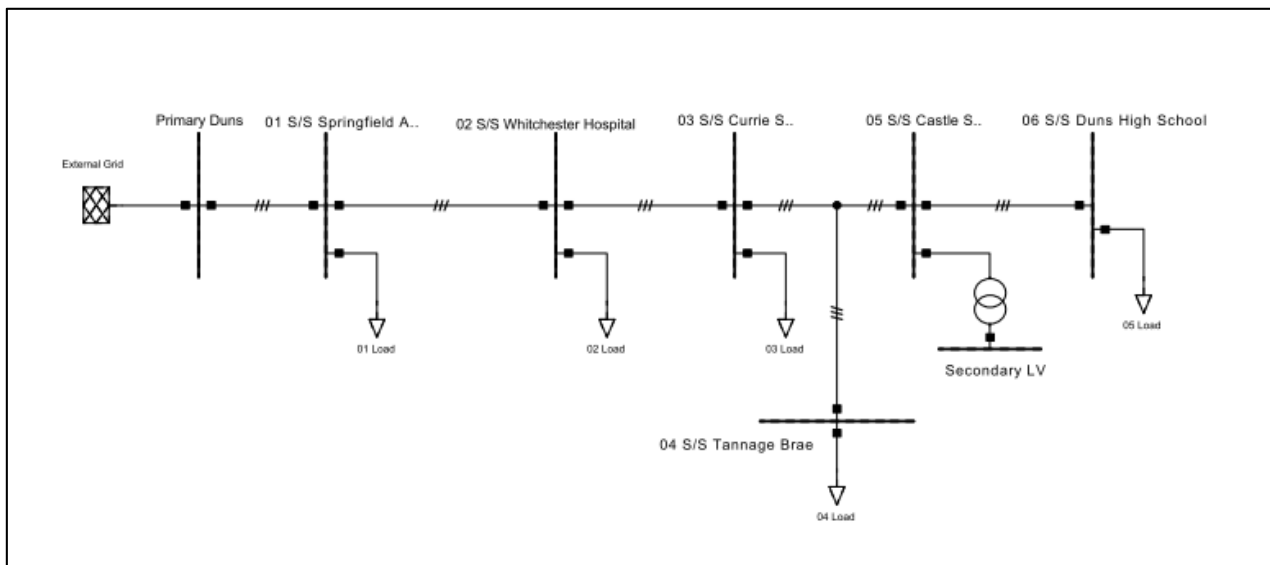 Primary Duns
01 S/S Springfield A..
02 S/S Whitchester Hospital
03 S/S Currie S..
05 S/S Castle S..
06 S/S Duns High School
External Grid
01 Load
02 Load
03 Load
05 Load
Secondary LV
04 S/S Tannage Brae
04 Load